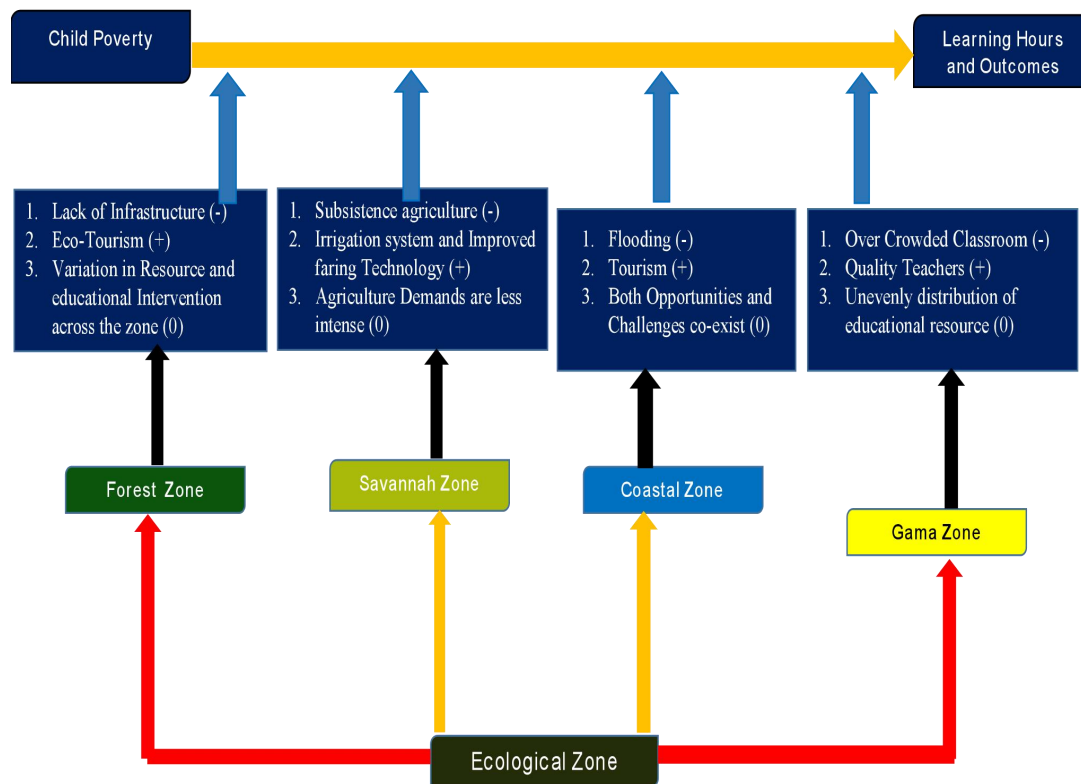 Child Poverty
Learning Hours
and Outcomes
1. Lack of Infrastructure (-)
2. Eco-Tourism (+)
3. Variation in Resource and
educational Intervention
across the zone (0)
1. Subsistence agriculture (-)
2. Irrigation system and Improved
faring Technology (+)
3. Agriculture Demands are less
intense (0)
1. Flooding (-)
2. Tourism (+)
3. Both Opportunities and
Challenges co-exist (0)
1. Over Crowded Classroom (-)
2. Quality Teachers (+)
3. Unevenly distribution of
educational resource (0)
Forest Zone
Savannah Zone
Coastal Zone
Gama Zone
Ecological Zone